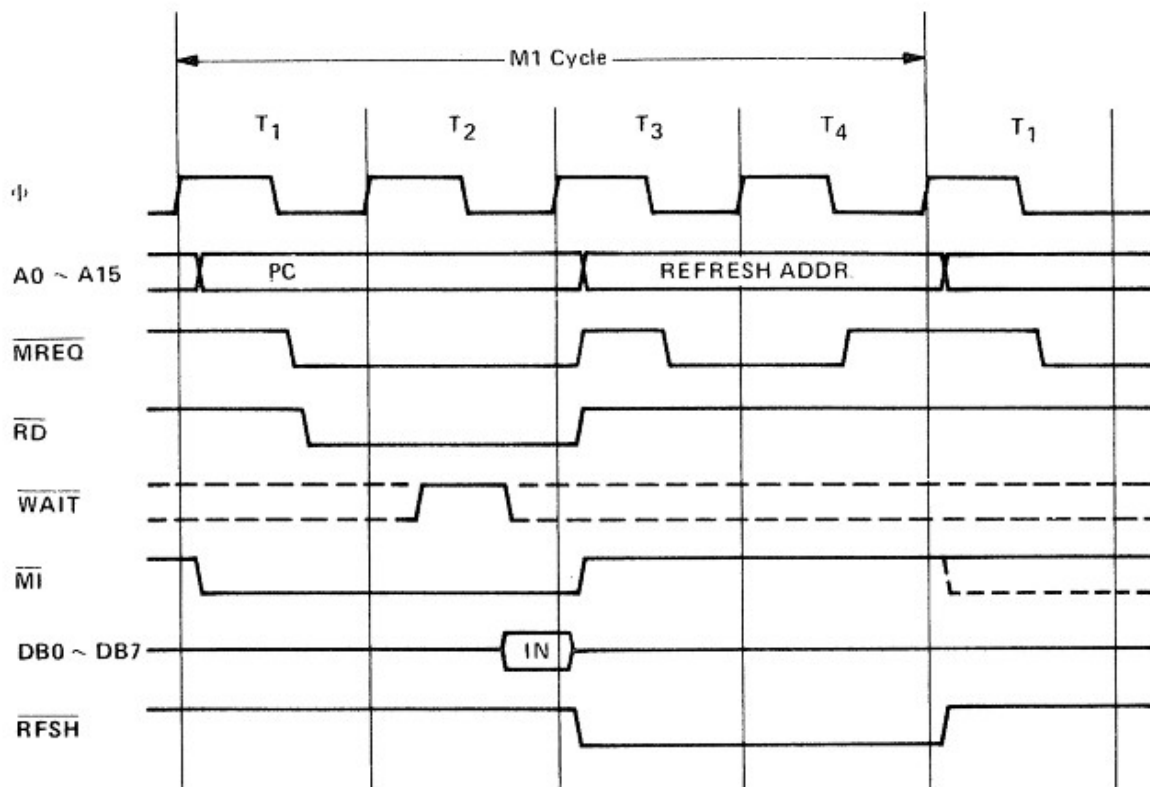 M1 Cycle
T1 T2 T3 T4 T1
Φ
A0 ~ A15 PC REFRESH ADDR.
MREQ
RD
WAIT
MI
DB0 ~ DB7 IN
RFSH